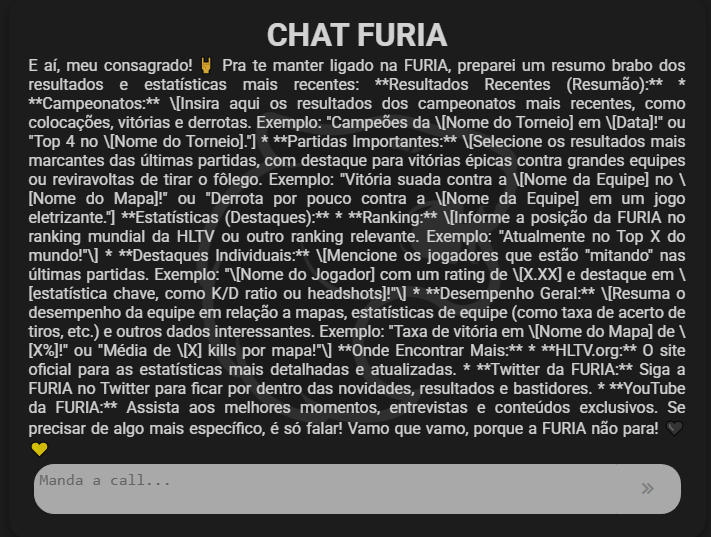 CHAT FURIA
E aí, meu consagrado! 🤘 Pra te manter ligado na FURIA, preparei um resumo brabo dos
resultados e estatísticas mais recentes: **Resultados Recentes (Resumão):** *
**Campeonatos:** \[Insira aqui os resultados dos campeonatos mais recentes, como
colocações, vitórias e derrotas. Exemplo: "Campeões da \[Nome do Torneio] em \[Data]!" ou
"Top 4 no \[Nome do Torneio]."] * **Partidas Importantes:** \[Selecione os resultados mais
marcantes das últimas partidas, com destaque para vitórias épicas contra grandes equipes
ou reviravoltas de tirar o fôlego. Exemplo: "Vitória suada contra a \[Nome da Equipe] no \
[Nome do Mapa]!" ou "Derrota por pouco contra a \[Nome da Equipe] em um jogo
eletrizante."] **Estatísticas (Destaques):** * **Ranking:** \[Informe a posição da FURIA no
ranking mundial da HLTV ou outro ranking relevante. Exemplo: "Atualmente no Top X do
mundo!"\] * **Destaques Individuais:** \[Mencione os jogadores que estão "mitando" nas
últimas partidas. Exemplo: "\[Nome do Jogador] com um rating de \[X.XX] e destaque em \
[estatística chave, como K/D ratio ou headshots]!"\] * **Desempenho Geral:** \[Resuma o
desempenho da equipe em relação a mapas, estatísticas de equipe (como taxa de acerto de
tiros, etc.) e outros dados interessantes. Exemplo: "Taxa de vitória em \[Nome do Mapa] de \
[X%]!" ou "Média de \[X] kills por mapa!"\] **Onde Encontrar Mais:** * **HLTV.org:** O site
oficial para as estatísticas mais detalhadas e atualizadas. * **Twitter da FURIA:** Siga a
FURIA no Twitter para ficar por dentro das novidades, resultados e bastidores. * **YouTube
da FURIA:** Assista aos melhores momentos, entrevistas e conteúdos exclusivos. Se
precisar de algo mais específico, é só falar! Vamo que vamo, porque a FURIA não para! 🖤
💛
Manda a call...